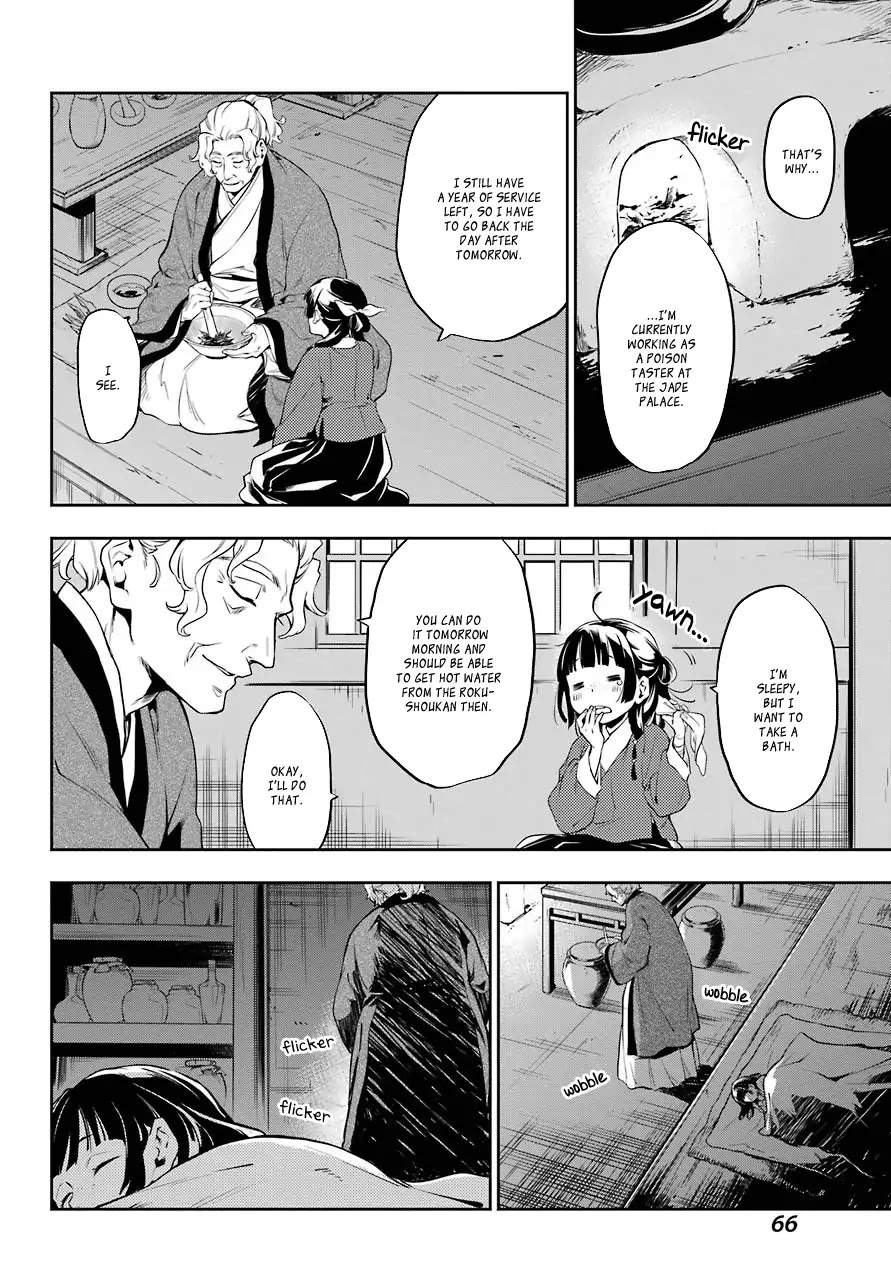 THAT'S
WHY...
flicker
...I'M
CURRENTLY
WORKING AS
A POISON
TASTER AT
THE JADE
PALACE.
I STILL HAVE
A YEAR OF SERVICE
LEFT, SO I HAVE
TO GO BACK THE
DAY AFTER
TOMORROW.
I
SEE.
I'M
SLEEPY,
BUT I
WANT TO
TAKE A
BATH.
yawn...
YOU CAN DO
IT TOMORROW
MORNING AND
SHOULD BE ABLE
TO GET HOT WATER
FROM THE ROKU-
SHOUKAN THEN.
OKAY,
I'LL DO
THAT.
wobble
wobble
flicker
flicker
66